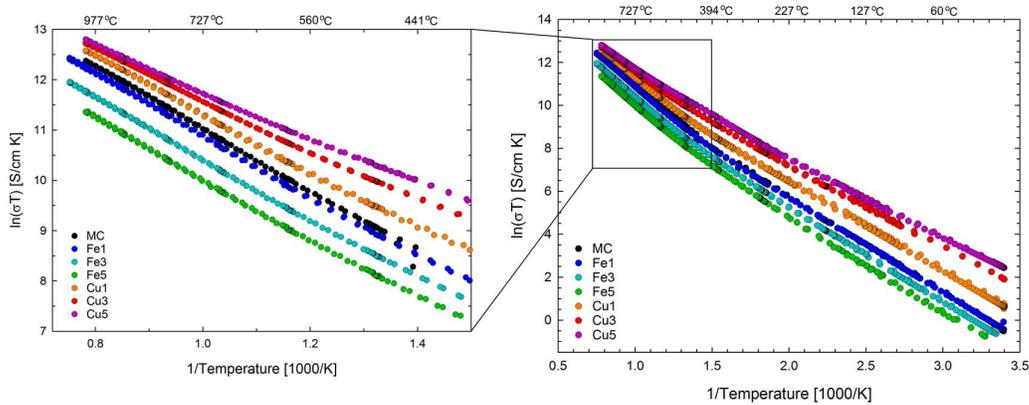 977°C 727°C 560°C 441°C
13
12
11
10
9
8
7
ln(σT) [S/cm K]
MC
Fe1
Fe3
Fe5
Cu1
Cu3
Cu5
0.8 1.0 1.2 1.4
1/Temperature [1000/K]
727°C 394°C 227°C 127°C 60°C
14
12
10
8
6
4
2
0
ln(σT) [S/cm K]
MC
Fe1
Fe3
Fe5
Cu1
Cu3
Cu5
0.5 1.0 1.5 2.0 2.5 3.0 3.5
1/Temperature [1000/K]